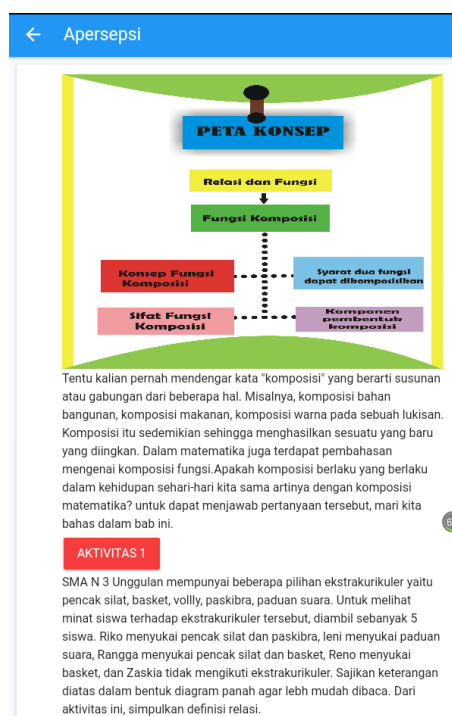 Apersepsi
PETA KONSEP
Relasi dan Fungsi
Fungsi Komposisi
Konsep Fungsi
Komposisi
Syarat dua fungsi
dapat dikomposisikan
Sifat Fungsi
Komposisi
Komponen
pembentuk
komposisi
Tentu kalian pernah mendengar kata "komposisi" yang berarti susunan
atau gabungan dari beberapa hal. Misalnya, komposisi bahan
bangunan, komposisi makanan, komposisi warna pada sebuah lukisan.
Komposisi itu sedemikian sehingga menghasilkan sesuatu yang baru
yang diingkan. Dalam matematika juga terdapat pembahasan
mengenai komposisi fungsi.Apakah komposisi berlaku yang berlaku
dalam kehidupan sehari-hari kita sama artinya dengan komposisi
matematika? untuk dapat menjawab pertanyaan tersebut, mari kita
bahas dalam bab ini.
6
AKTIVITAS 1
SMA N 3 Unggulan mempunyai beberapa pilihan ekstrakurikuler yaitu
pencak silat, basket, vollly, paskibra, paduan suara. Untuk melihat
minat siswa terhadap ekstrakurikuler tersebut, diambil sebanyak 5
siswa. Riko menyukai pencak silat dan paskibra, leni menyukai paduan
suara, Rangga menyukai pencak silat dan basket, Reno menyukai
basket, dan Zaskia tidak mengikuti ekstrakurikuler. Sajikan keterangan
diatas dalam bentuk diagram panah agar lebh mudah dibaca. Dari
aktivitas ini, simpulkan definisi relasi.